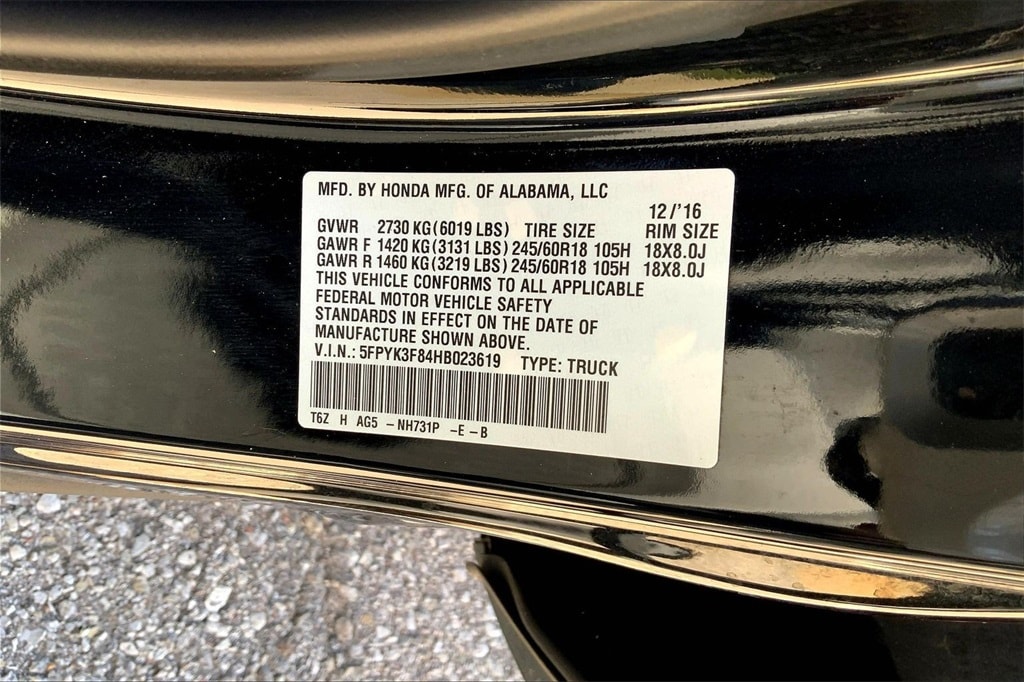 MFD. BY HONDA MFG. OF ALABAMA, LLC
12/'16
GVWR 2730 KG(6019 LBS) TIRE SIZE RIM SIZE
GAWR F 1420 KG(3131 LBS) 245/60R18 105H 18X8.0J
GAWR R 1460 KG(3219 LBS) 245/60R18 105H 18X8.0J
THIS VEHICLE CONFORMS TO ALL APPLICABLE
FEDERAL MOTOR VEHICLE SAFETY
STANDARDS IN EFFECT ON THE DATE OF
MANUFACTURE SHOWN ABOVE.
V.I.N.: 5FPYK3F84HB023619 TYPE: TRUCK
T6Z H AG5 -NH731P -E -B